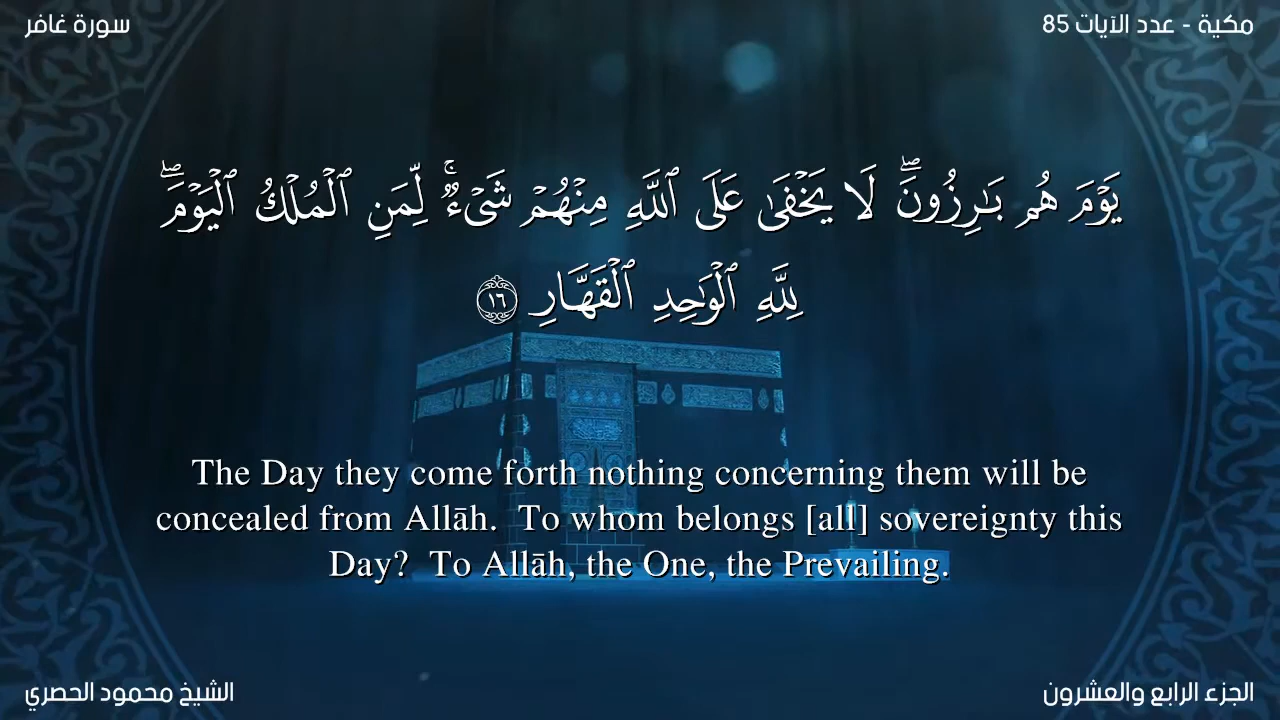 سورة غافر
مكية - عدد الآيات 85
يَوْمَ هُم بَـٰرِزُونَ ۖ لَا يَخْفَىٰ عَلَى ٱللَّهِ مِنْهُمْ شَىْءٌ ۚ لِّمَنِ ٱلْمُلْكُ ٱلْيَوْمَ ۖ
لِلَّهِ ٱلْوَٰحِدِ ٱلْقَهَّارِ ١٦
The Day they come forth nothing concerning them will be
concealed from Allāh.  To whom belongs [all] sovereignty this
Day?  To Allāh, the One, the Prevailing.
الشيخ محمود الحصري
الجزء الرابع والعشرون